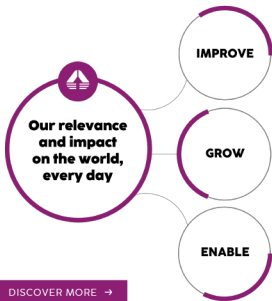 IMPROVE
Our relevance
and impact
on the world,
every day
GROW
ENABLE
DISCOVER MORE →